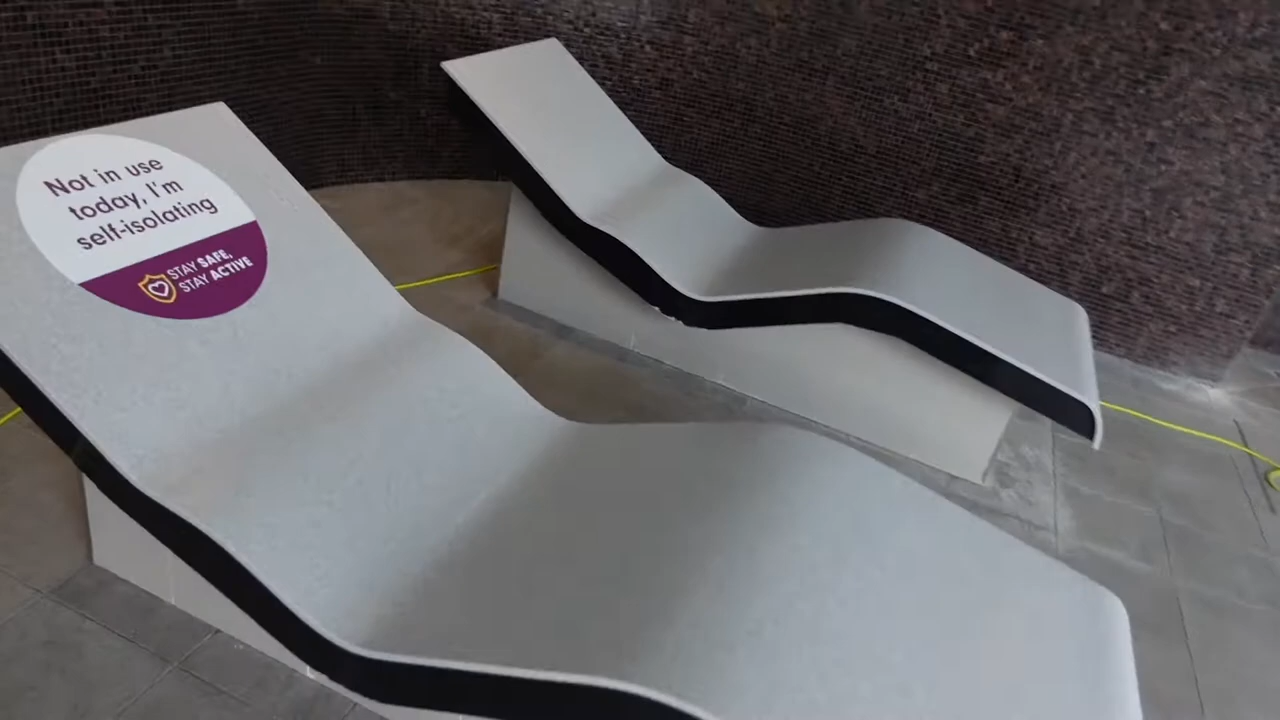 Not in use
today, I'm
self-isolating
STAY SAFE,
STAY ACTIVE